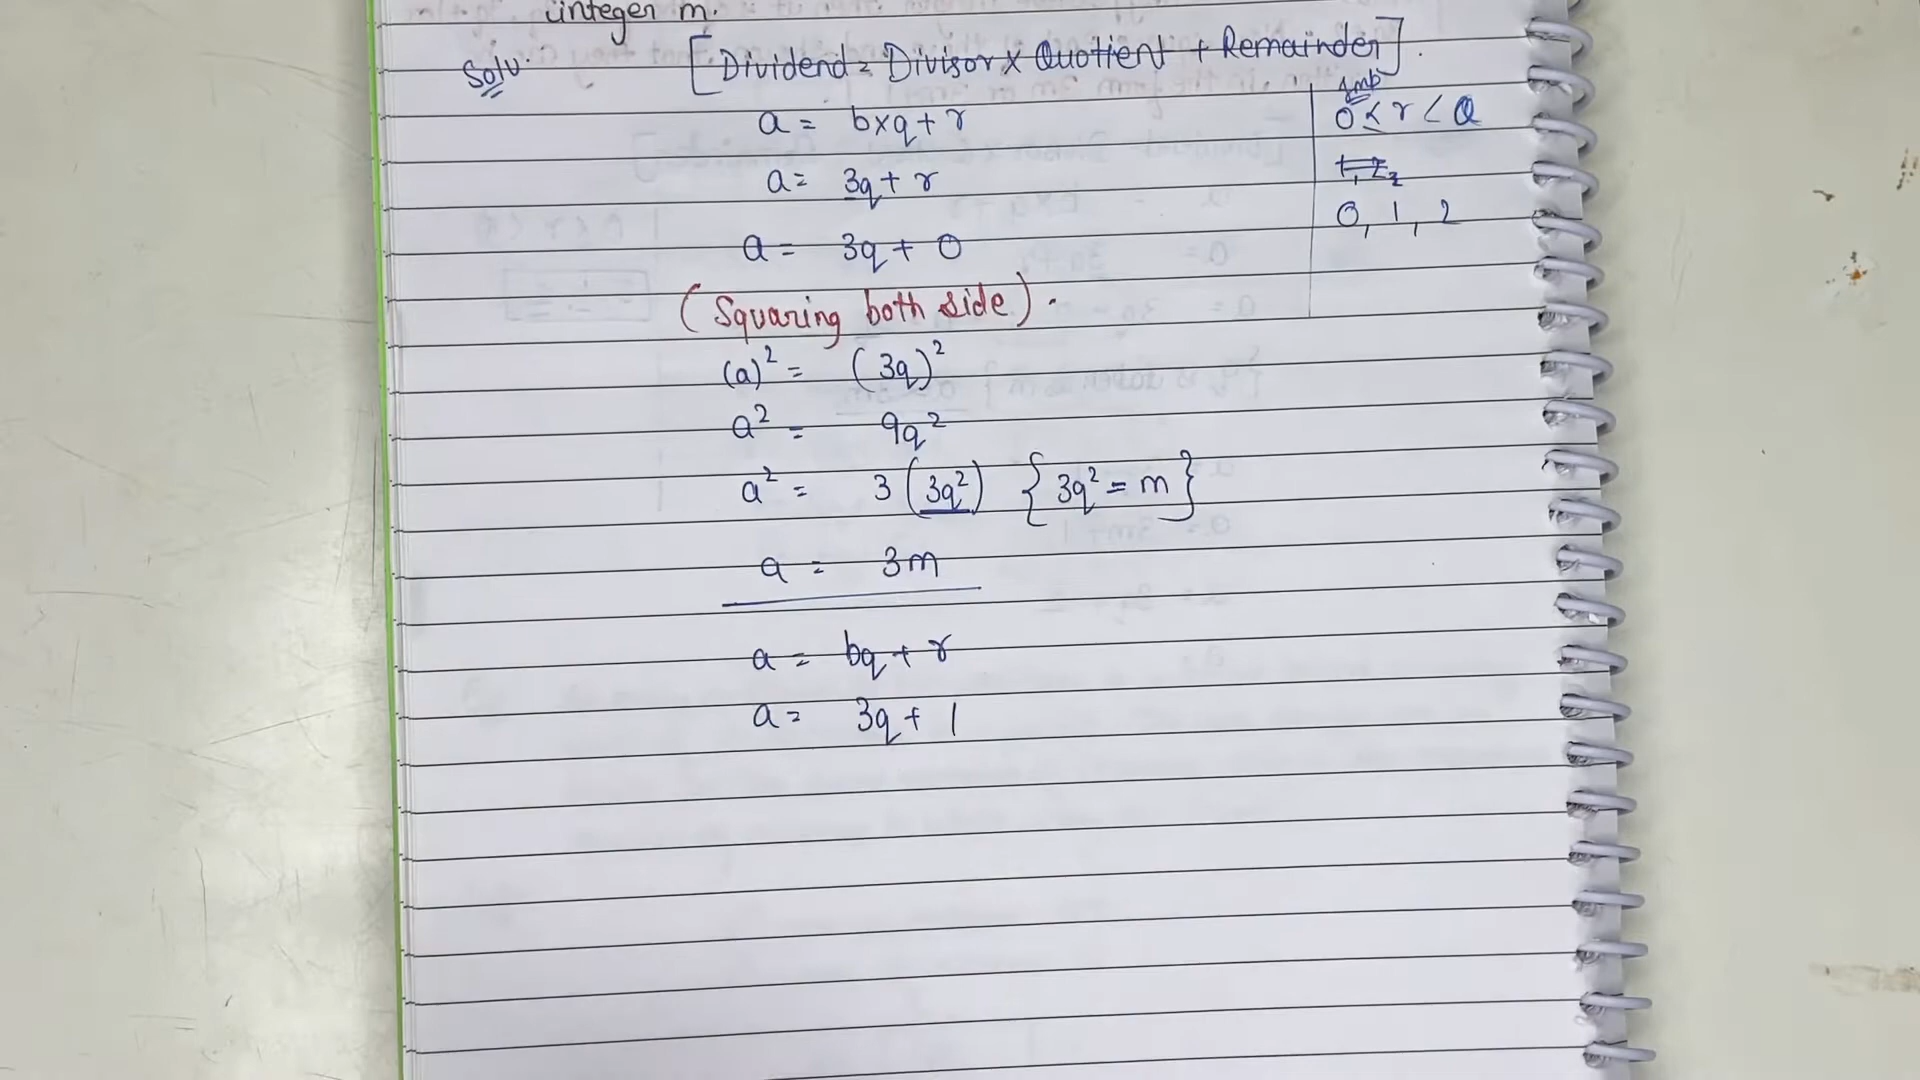 integer m.
Solu. [Dividend = Divisor × Quotient + Remainder].
a = b×q + r
imp
0 ≤ r < a
a = 3q + r
0, 1, 2
a = 3q + 0
(Squaring both side).
(a)² = (3q)²
a² = 9q²
a² = 3(3q²) {3q² = m}
a = 3m
a = bq + r
a = 3q + 1